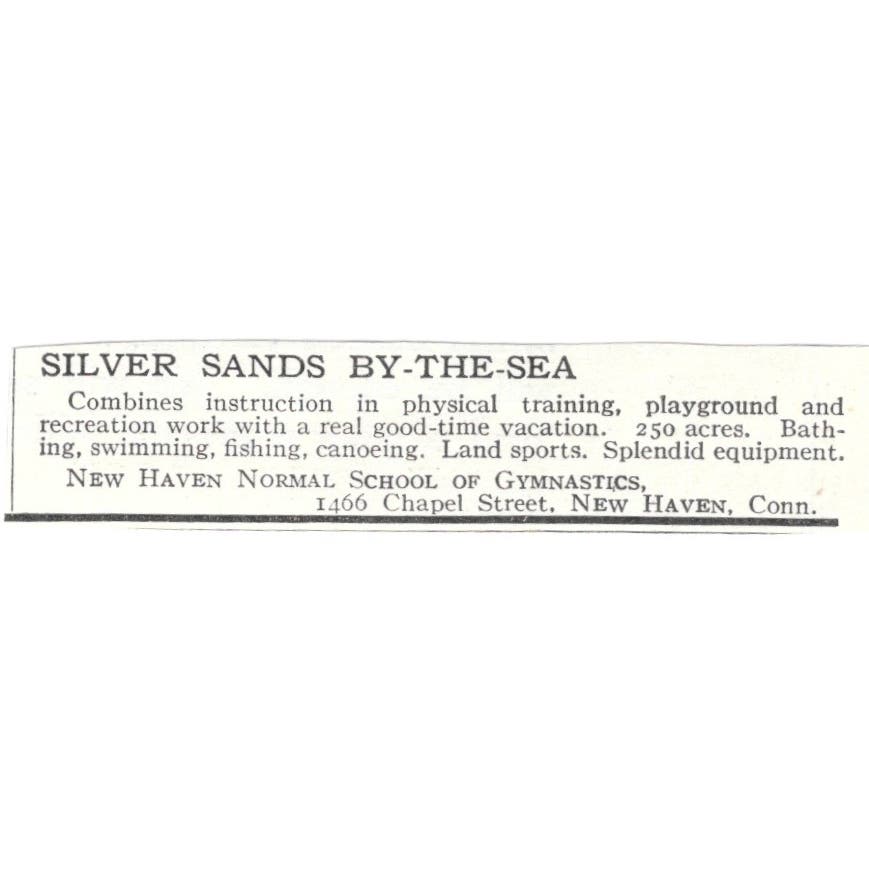 SILVER SANDS BY-THE-SEA
Combines instruction in physical training, playground and
recreation work with a real good-time vacation. 250 acres. Bath-
ing, swimming, fishing, canoeing. Land sports. Splendid equipment.
New Haven Normal School of Gymnastics,
1466 Chapel Street, New Haven, Conn.